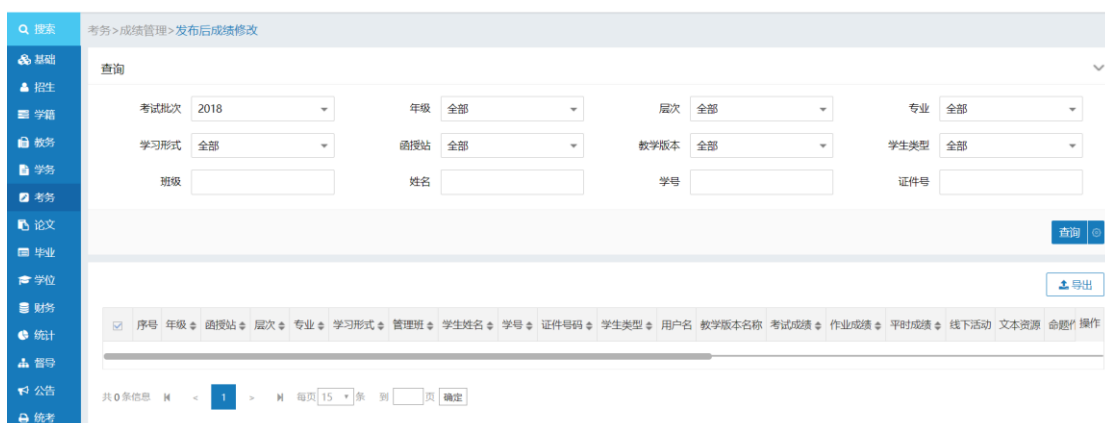 搜索
基础
招生
学籍
教务
学务
考务
论文
毕业
学位
财务
统计
督导
公告
统考
考务>成绩管理>发布后成绩修改
查询
考试批次 2018 年级 全部 层次 全部 专业 全部
学习形式 全部 函授站 全部 教学版本 全部 学生类型 全部
班级 姓名 学号 证件号
查询
导出
序号 年级 函授站 层次 专业 学习形式 管理班 学生姓名 学号 证件号码 学生类型 用户名 教学版本名称 考试成绩 作业成绩 平时成绩 线下活动 文本资源 命题 操作
共0条信息 < 1 > 每页 15 条 到 页 确定